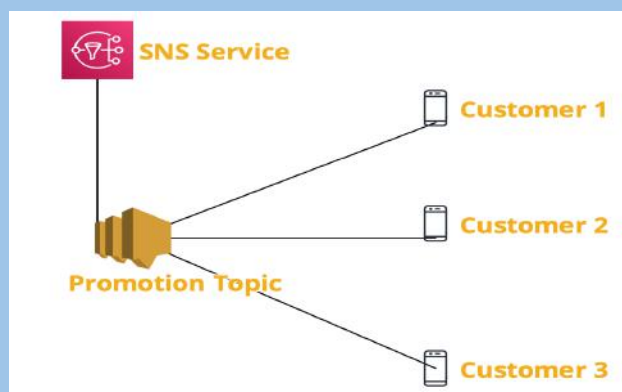 SNS Service
Customer 1
Customer 2
Promotion Topic
Customer 3